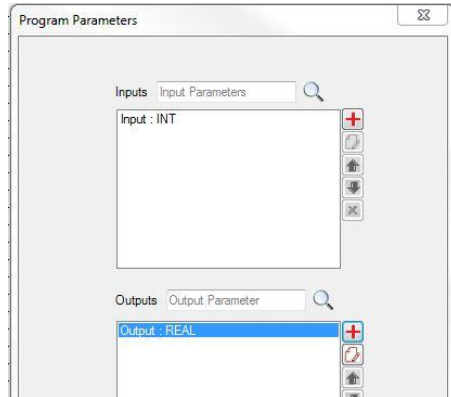 Program Parameters
Inputs Input Parameters
Input : INT
Outputs Output Parameter
Output : REAL